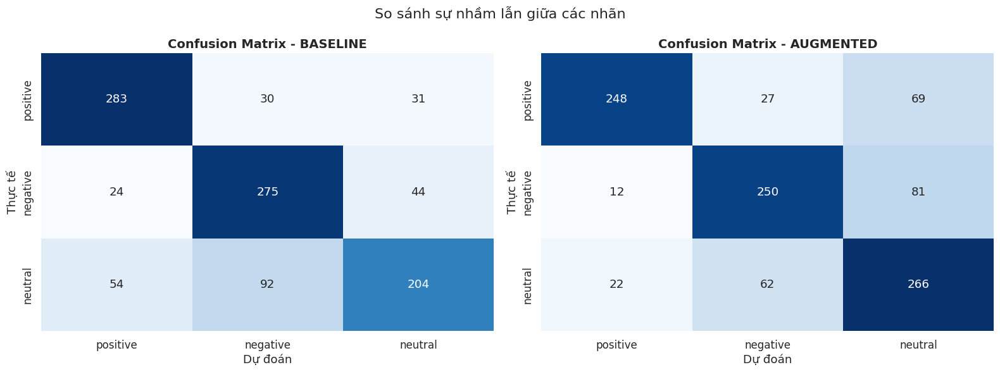 So sánh sự nhầm lẫn giữa các nhãn
Confusion Matrix - BASELINE
Thực tế
positive
283 30 31
negative
24 275 44
neutral
54 92 204
positive negative neutral
Dự đoán
Confusion Matrix - AUGMENTED
Thực tế
positive
248 27 69
negative
12 250 81
neutral
22 62 266
positive negative neutral
Dự đoán